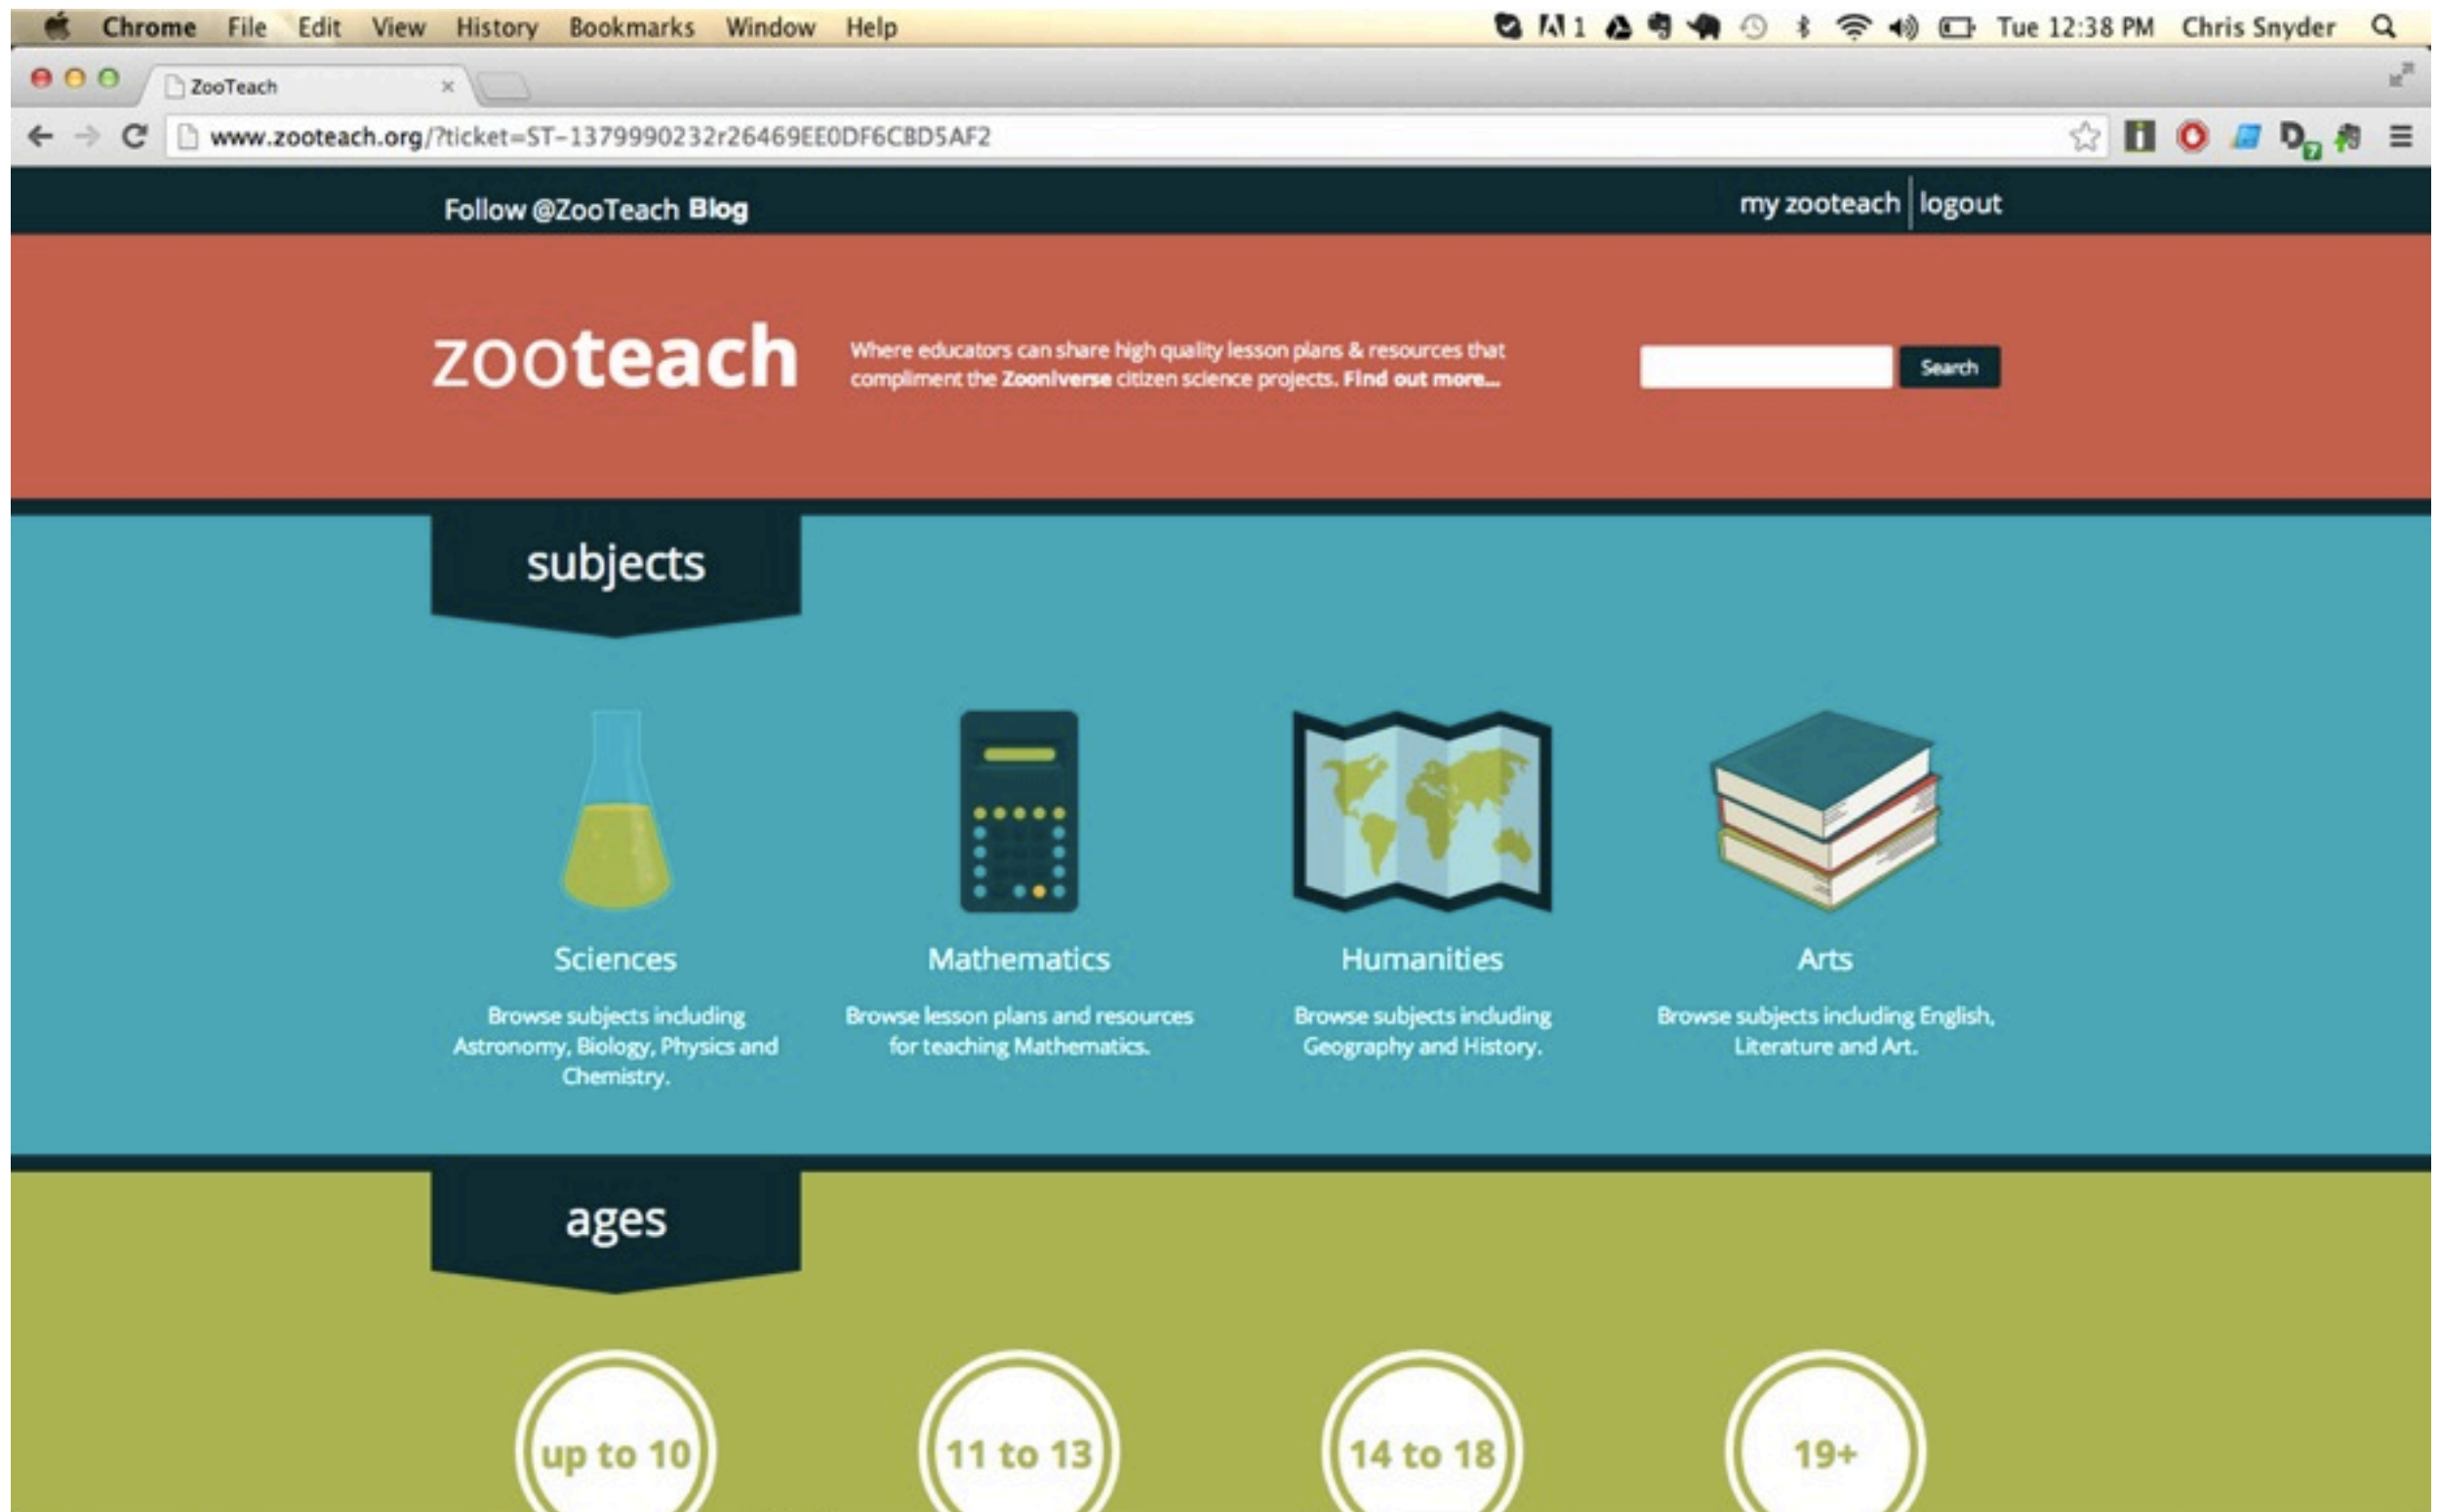 Chrome File Edit View History Bookmarks Window Help 1 Tue 12:38 PM Chris Snyder
ZooTeach
www.zooteach.org/?ticket=ST-1379990232r26469EE0DF6CBD5AF2
Follow @ZooTeach Blog
my zooteach logout
zooteach
Where educators can share high quality lesson plans & resources that
compliment the Zooniverse citizen science projects. Find out more...
Search
subjects
Sciences
Browse subjects including
Astronomy, Biology, Physics and
Chemistry.
Mathematics
Browse lesson plans and resources
for teaching Mathematics.
Humanities
Browse subjects including
Geography and History.
Arts
Browse subjects including English,
Literature and Art.
ages
up to 10
11 to 13
14 to 18
19+